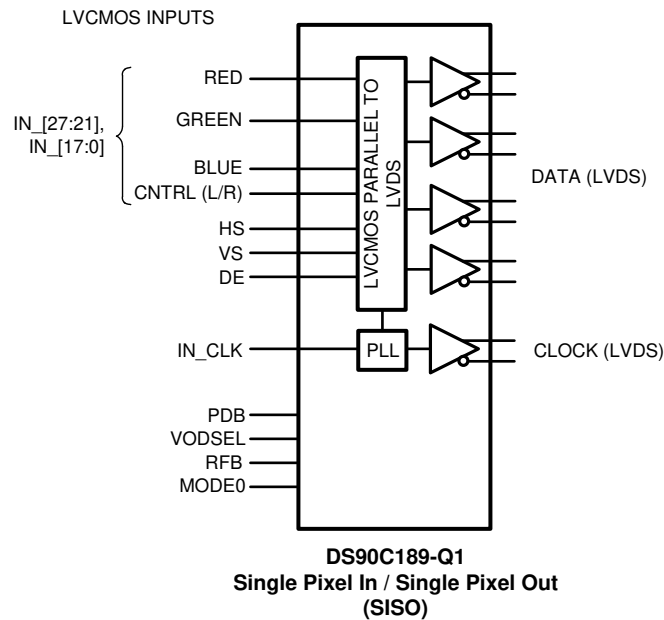 LVCMOS INPUTS
RED
GREEN
IN_[27:21],
IN_[17:0]
BLUE
CNTRL (L/R)
HS
VS
DE
IN_CLK
PDB
VODSEL
RFB
MODE0
LVCMOS PARALLEL TO
LVDS
PLL
DATA (LVDS)
CLOCK (LVDS)
DS90C189-Q1
Single Pixel In / Single Pixel Out
(SISO)